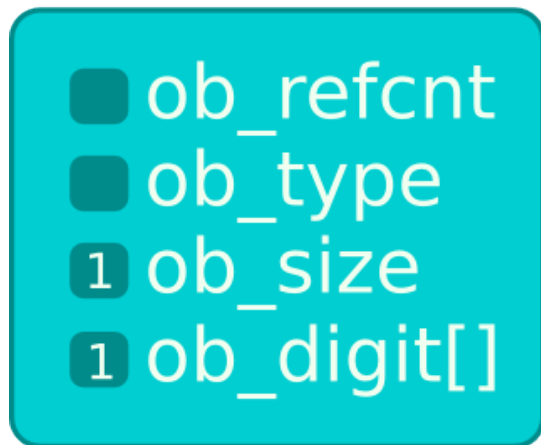 ob_refcnt
ob_type
1 ob_size
1 ob_digit[]